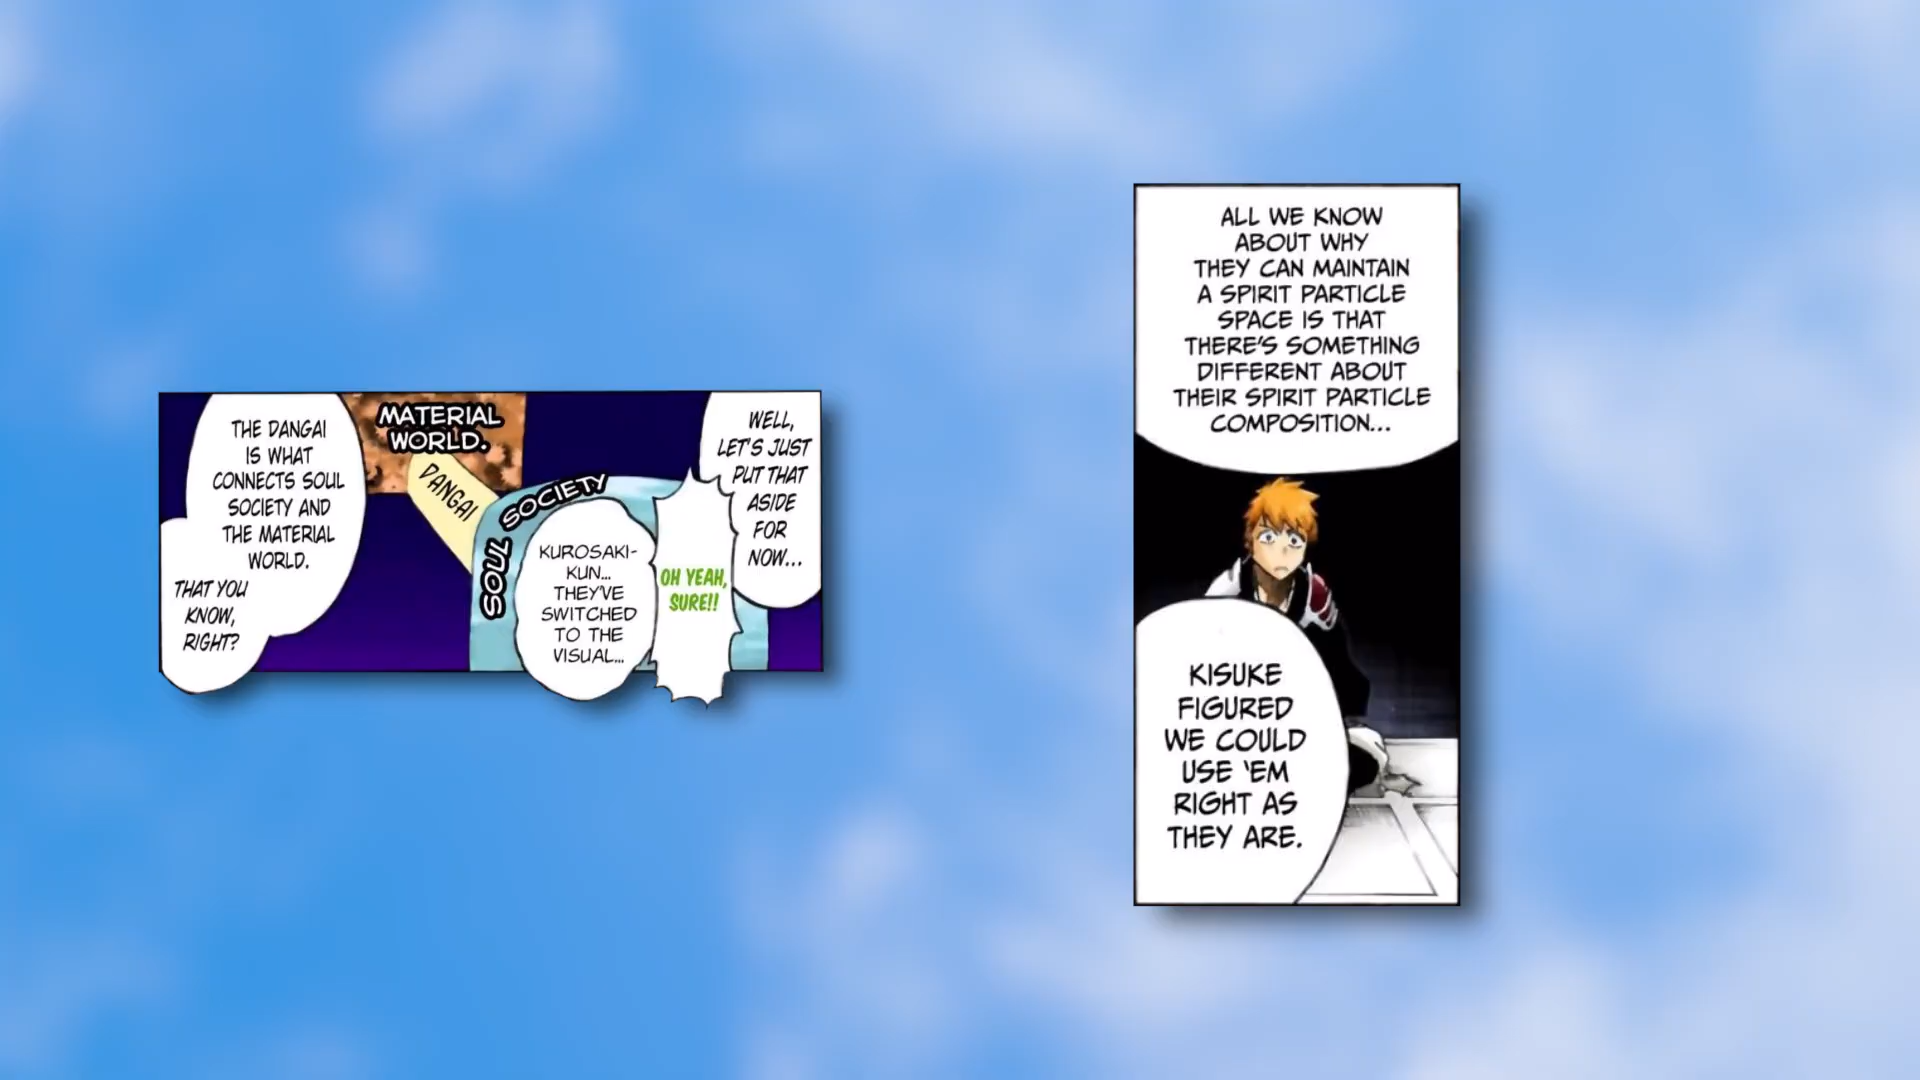 WELL,
LET'S JUST
PUT THAT
ASIDE
FOR
NOW...
OH YEAH,
SURE!!
KUROSAKI-
KUN...
THEY'VE
SWITCHED
TO THE
VISUAL...
MATERIAL
WORLD.
DANGAI
SOUL SOCIETY
THE DANGAI
IS WHAT
CONNECTS SOUL
SOCIETY AND
THE MATERIAL
WORLD.
THAT YOU
KNOW,
RIGHT?
ALL WE KNOW
ABOUT WHY
THEY CAN MAINTAIN
A SPIRIT PARTICLE
SPACE IS THAT
THERE'S SOMETHING
DIFFERENT ABOUT
THEIR SPIRIT PARTICLE
COMPOSITION...
KISUKE
FIGURED
WE COULD
USE 'EM
RIGHT AS
THEY ARE.